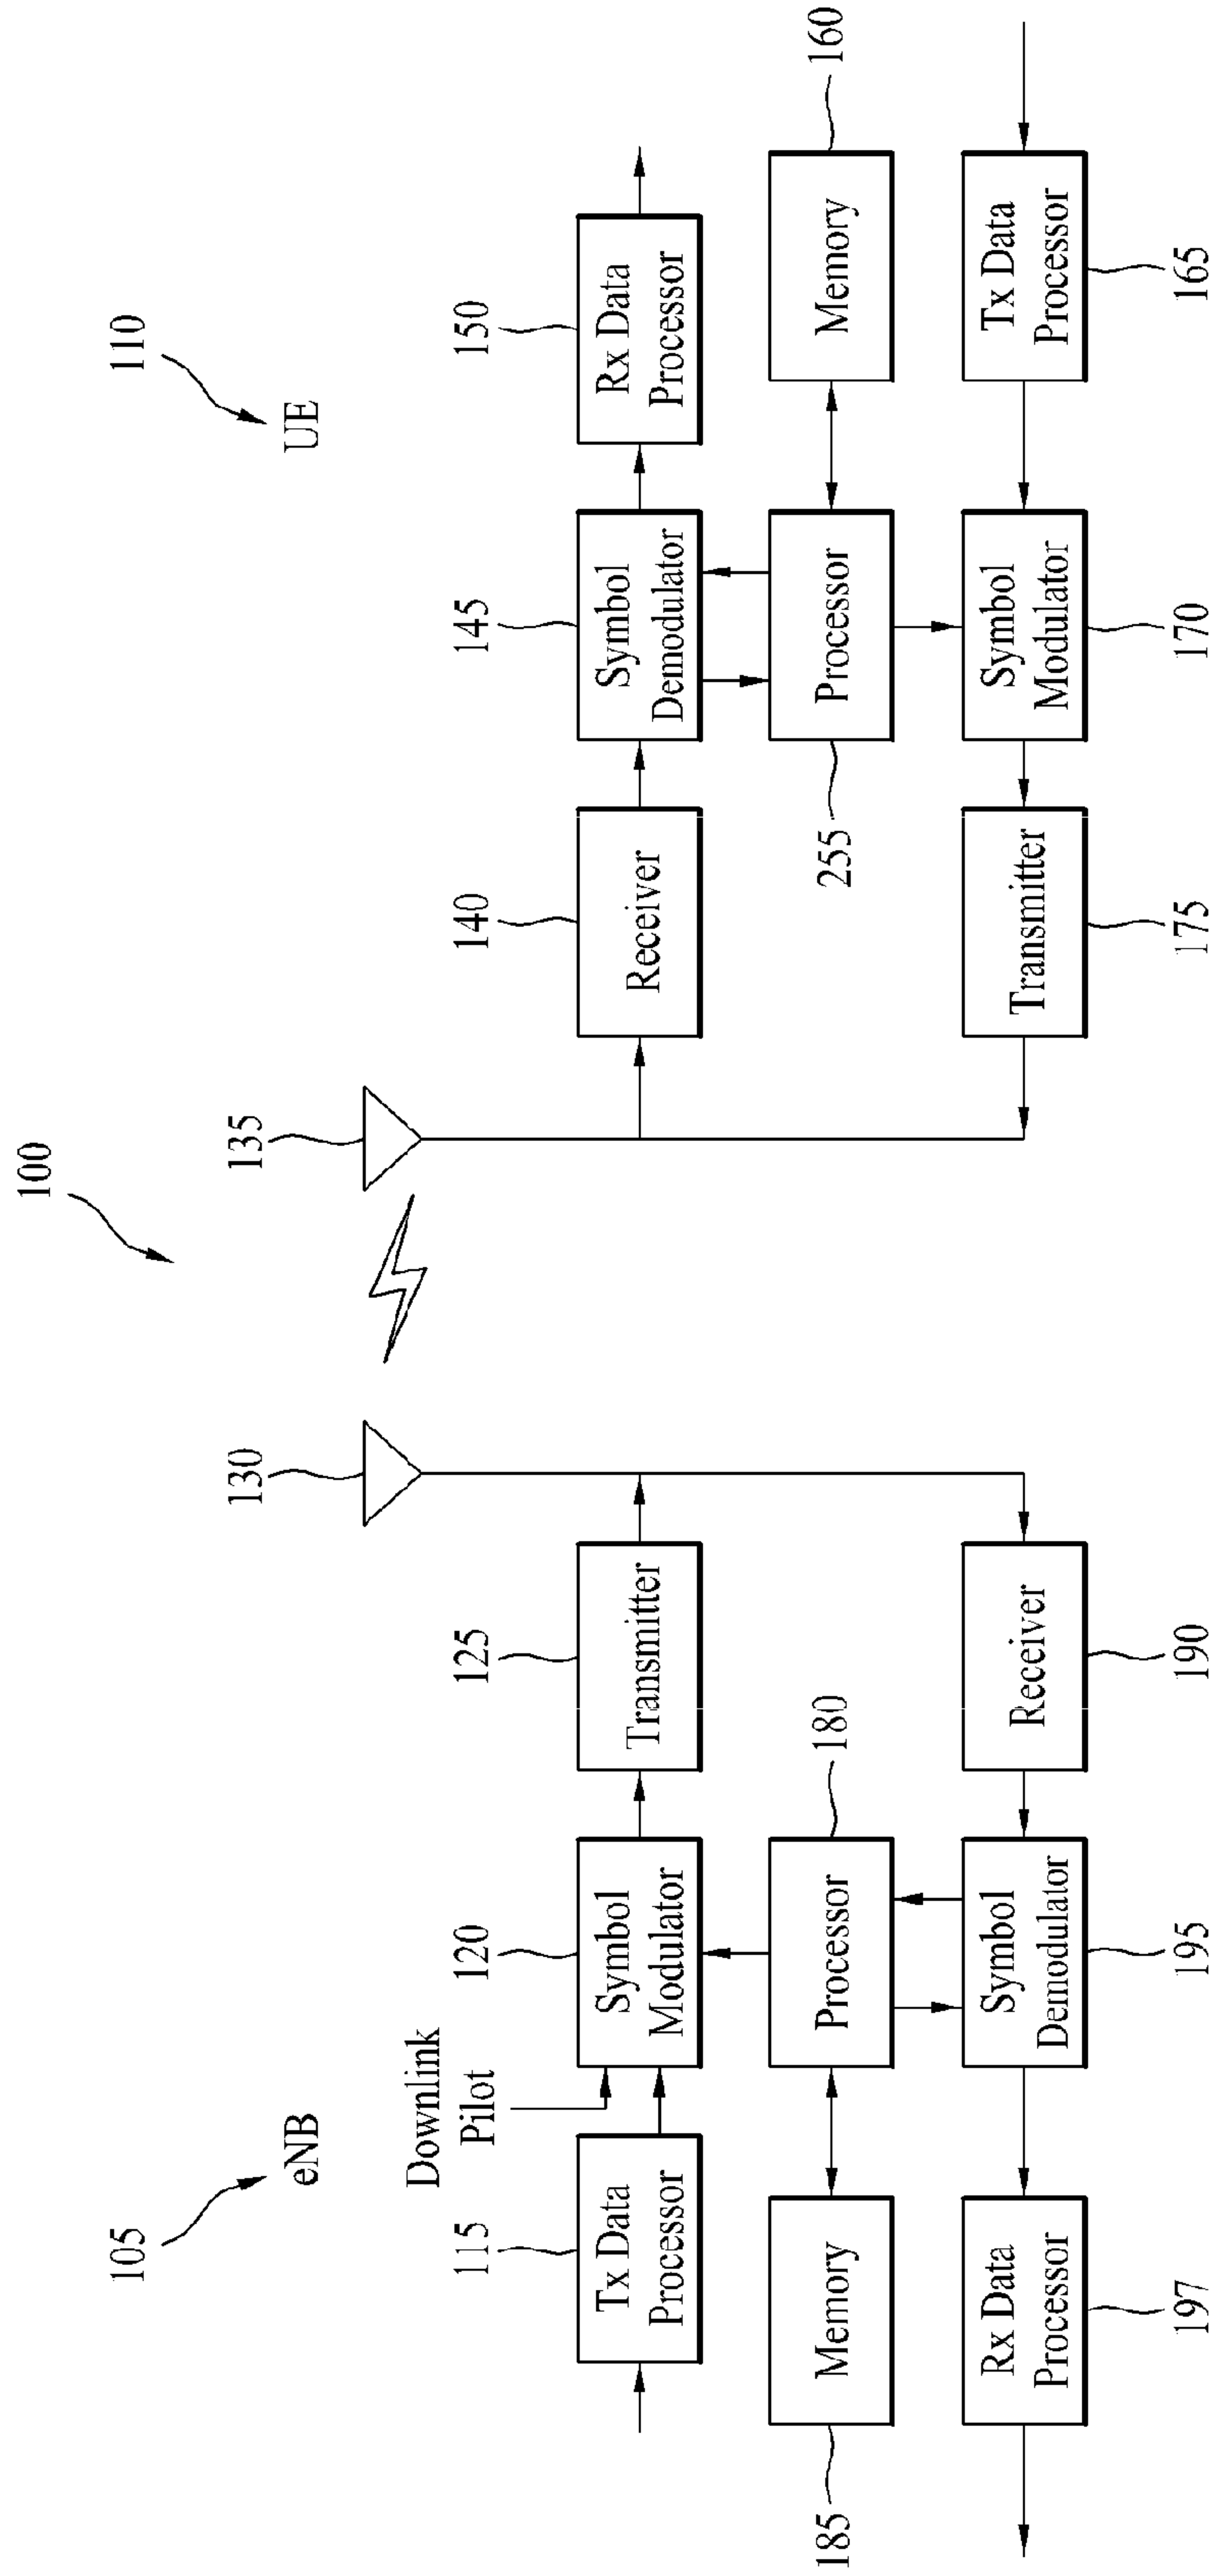 100
105
eNB
110
UE
130
135
Downlink
Pilot
115
120
125
140
145
150
Tx Data
Processor
Symbol
Modulator
Transmitter
Receiver
Symbol
Demodulator
Rx Data
Processor
Memory
Processor
180
Processor
Memory
160
185
255
Rx Data
Processor
Symbol
Demodulator
Receiver
Transmitter
Symbol
Modulator
Tx Data
Processor
197
195
190
175
170
165